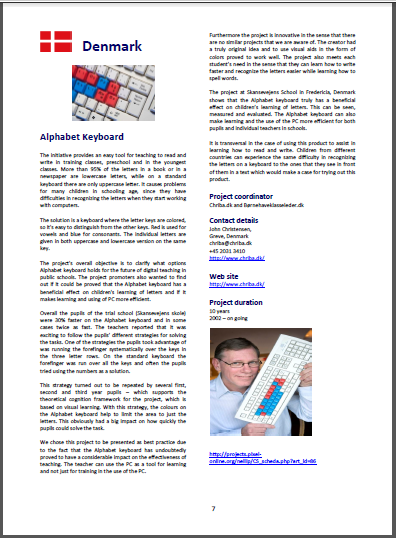 Denmark
Alphabet Keyboard
The initiative provides an easy tool for teaching to read and
write in training classes, preschool and in the youngest
classes. More than 95% of the letters in a book or in a
newspaper are lowercase letters, while on a standard
keyboard there are only uppercase letter. It causes problems
for many children in schooling age, since they have
difficulties in recognizing the letters when they start working
with computers.
The solution is a keyboard where the letter keys are colored,
so it's easy to distinguish from the other keys. Red is used for
vowels and blue for consonants. The individual letters are
given in both uppercase and lowercase version on the same
key.
The project's overall objective is to clarify what options
Alphabet Keyboard holds for the future of digital teaching in
public schools. The project promoters also wanted to find
out if it could be proved that the Alphabet Keyboard has a
beneficial effect on children's learning of letters and if it
makes learning and using of PC more efficient.
Overall the pupils of the trial school (Skansevejens skole)
were 30% faster on the Alphabet keyboard and in some
cases twice as fast. The teachers reported that it was
exciting to follow the pupils' different strategies for solving
the tasks. One of the strategies the pupils took advantage of
was running the forefinger systematically over the keys in
the three letter rows. On the standard keyboard the
forefinger was run over all the keys and often the pupils
tried using the numbers as a solution.
This strategy turned out to be repeated by several first,
second and third year pupils – which supports the
theoretical cognition framework for the project, which is
based on visual learning. With this strategy, the colours on
the Alphabet keyboard help to limit the area to just the
letters. This obviously had a big impact on how quickly the
pupils could solve the task.
We chose this project to be presented as best practice due
to the fact that the Alphabet keyboard has undoubtedly
proved to have a considerable impact on the effectiveness of
teaching. The teacher can use the PC as a tool for learning
and not just for training in the use of the PC.
Furthermore the project is innovative in the sense that there
are no similar projects that we are aware of. The creator had
a truly original idea and to use visual aids in the form of
colors proved to work well. The project also meets each
student's need in the sense that they can learn how to write
faster and recognize the letters easier while learning how to
spell words.
The project at Skansevejens School in Fredericia, Denmark
shows that the Alphabet keyboard truly has a beneficial
effect on children's learning of letters. This can be seen,
measured and evaluated. The Alphabet keyboard can also
make learning and the use of the PC more efficient for both
pupils and individual teachers in schools.
It is transversal in the case of using this product to assist in
learning how to read and write. Children from different
countries can experience the same difficulty in recognizing
the letter on a keyboard to the ones that they see in front
of them in a text which would make a case for trying out this
product.
Project coordinator
Chriba.dk and Børnehaveklasseleder.dk
Contact details
John Christensen,
Greve, Denmark
chriba@chriba.dk
+45 2031 3410
http://www.chriba.dk/
Web site
http://www.chriba.dk/
Project duration
10 years
2002 – on going
http://projects.pixel-
online.org/nellip/CS_scheda.php?art_id=86
7